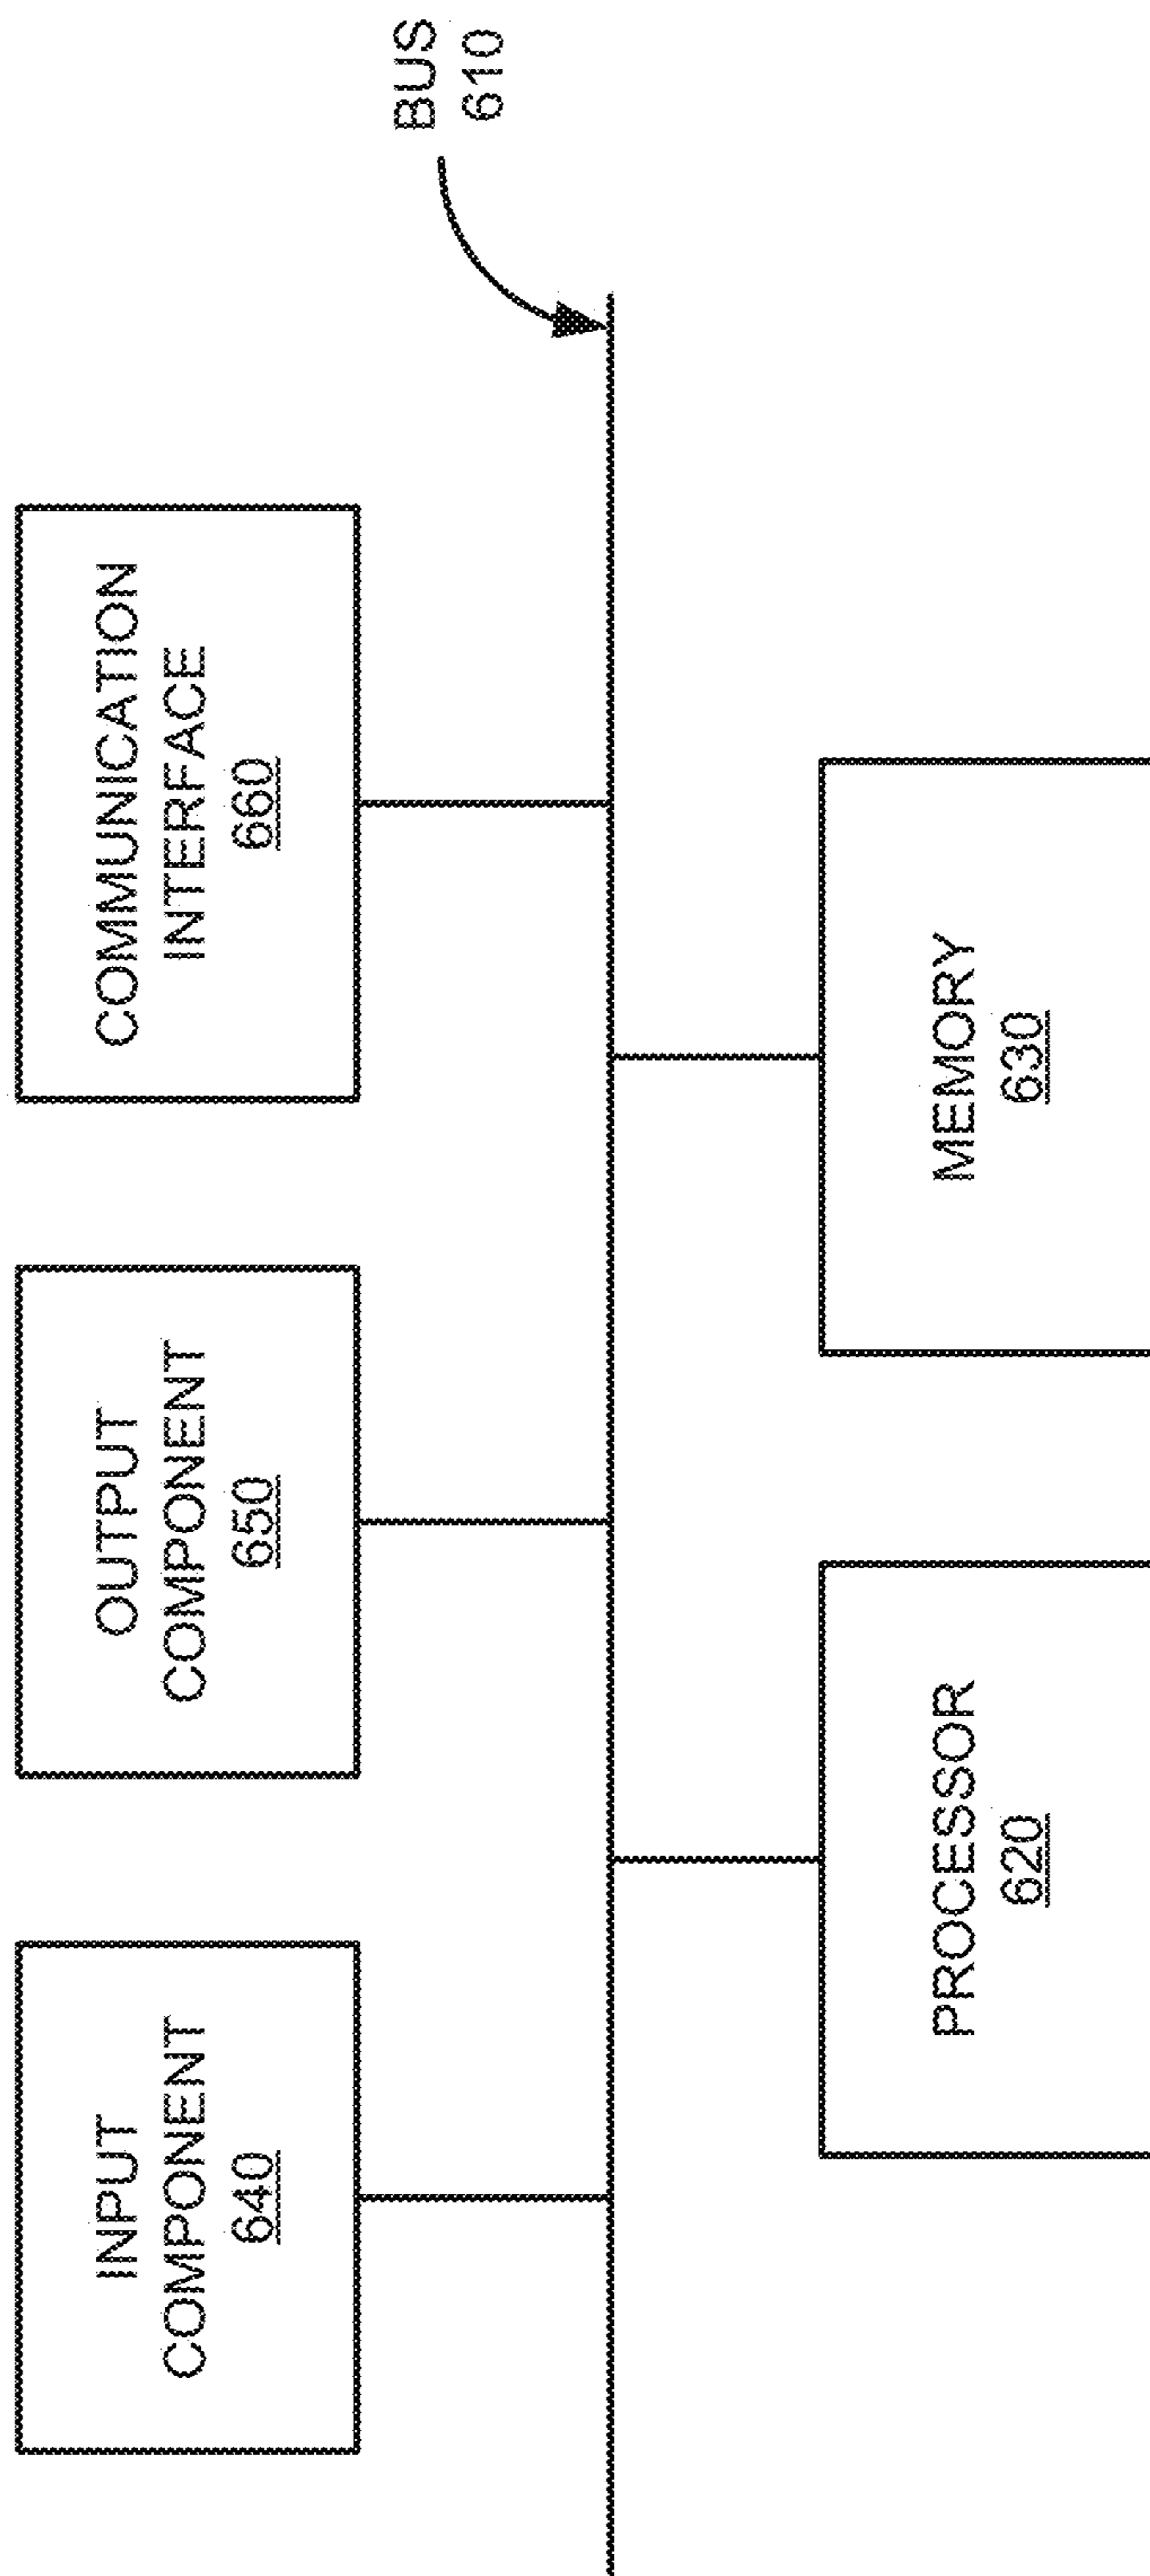 INPUT
COMPONENT
640
OUTPUT
COMPONENT
650
COMMUNICATION
INTERFACE
660
BUS
610
PROCESSOR
620
MEMORY
630